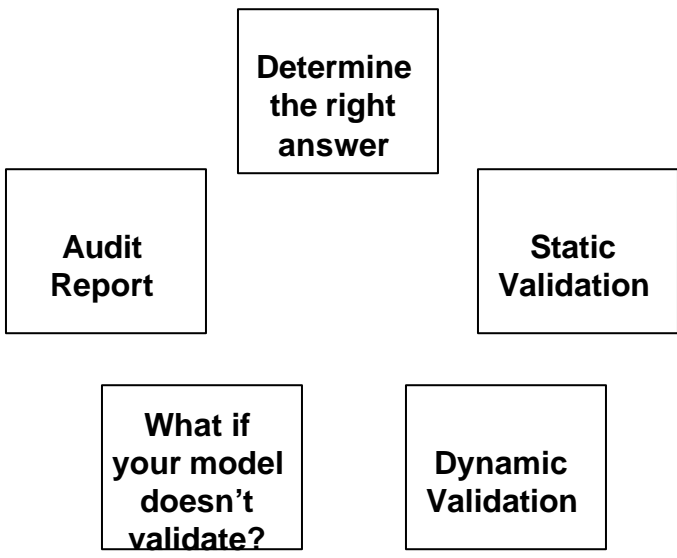 Determine
the right
answer
Audit
Report
Static
Validation
What if
your model
doesn’t
validate?
Dynamic
Validation